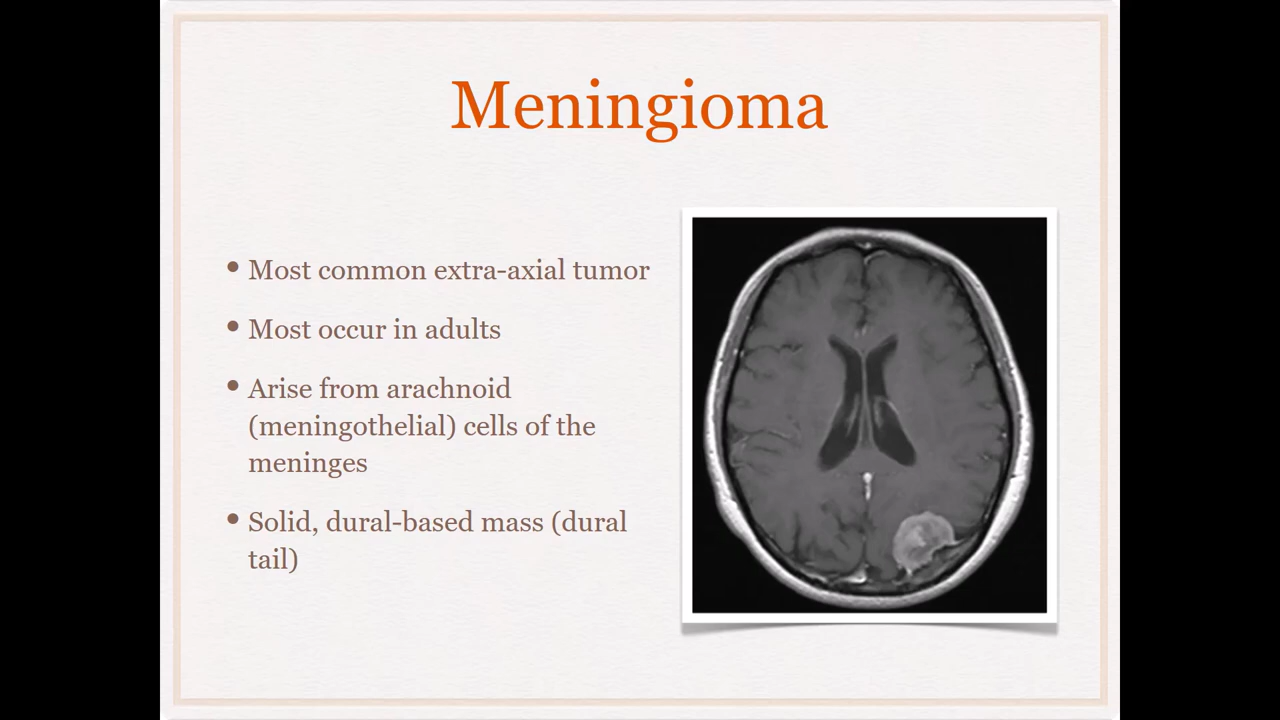 Meningioma
• Most common extra-axial tumor
• Most occur in adults
• Arise from arachnoid
(meningothelial) cells of the
meninges
• Solid, dural-based mass (dural
tail)